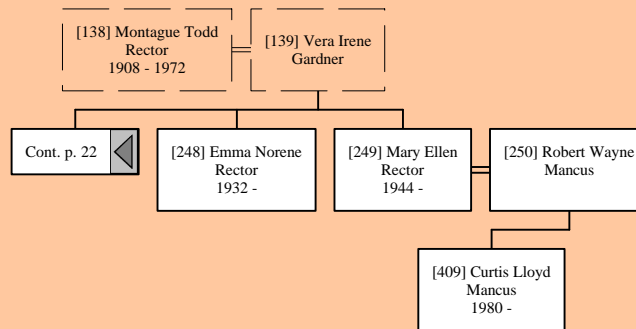 [138] Montague Todd
Rector
1908 - 1972
[139] Vera Irene
Gardner
Cont. p. 22
[248] Emma Norene
Rector
1932 -
[249] Mary Ellen
Rector
1944 -
[250] Robert Wayne
Mancus
[409] Curtis Lloyd
Mancus
1980 -